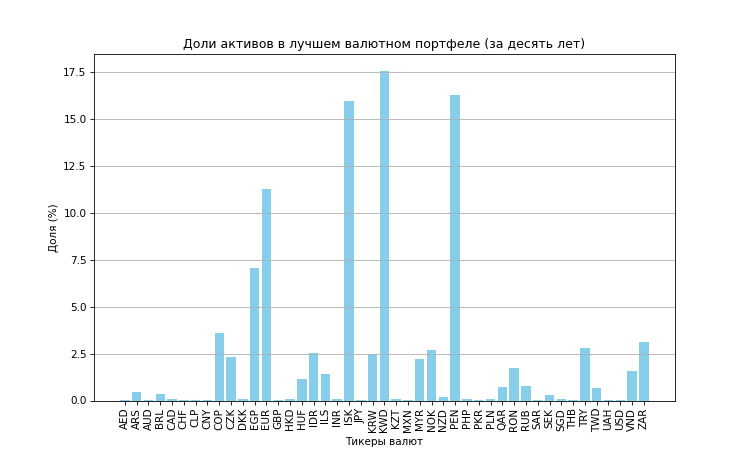 Доли активов в лучшем валютном портфеле (за десять лет)
Доля (%)
17.5
15.0
12.5
10.0
7.5
5.0
2.5
0.0
AED ARS AUD BRL CAD CHF CLP CNY COP CZK DKK EGP EUR GBP HKD HUF IDR ILS INR ISK JPY KRW KWD KZT MXN MYR NOK NZD PEN PHP PKR PLN QAR RON RUB SAR SEK SGD THB TRY TWD UAH USD VND ZAR
Тикеры валют